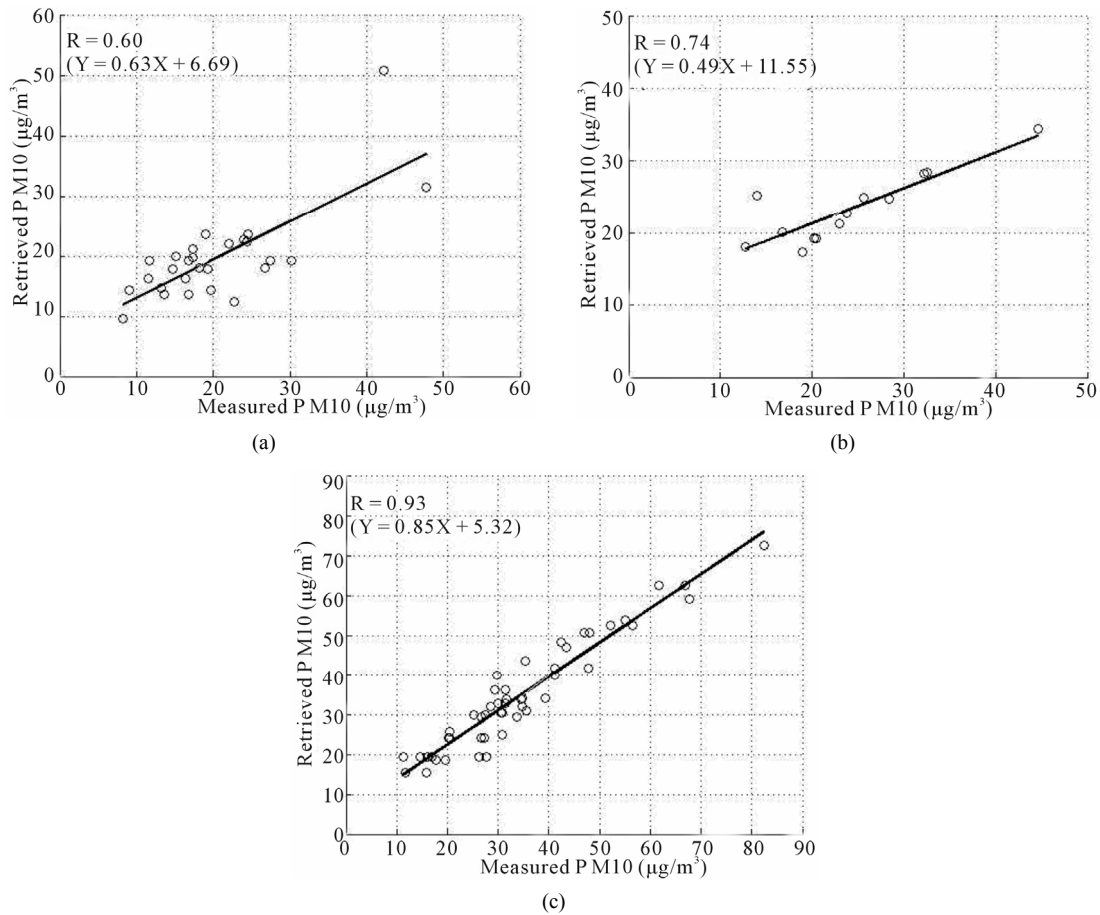 60
50
40
30
20
10
0
R = 0.60
(Y = 0.63X + 6.69)
Retrieved P M10 (µg/m³)
0 10 20 30 40 50 60
Measured P M10 (µg/m³)
(a)
50
40
30
20
10
0
R = 0.74
(Y = 0.49X + 11.55)
Retrieved P M10 (µg/m³)
0 10 20 30 40 50
Measured P M10 (µg/m³)
(b)
90
80
70
60
50
40
30
20
10
0
R = 0.93
(Y = 0.85X + 5.32)
Retrieved P M10 (µg/m³)
0 10 20 30 40 50 60 70 80 90
Measured P M10 (µg/m³)
(c)